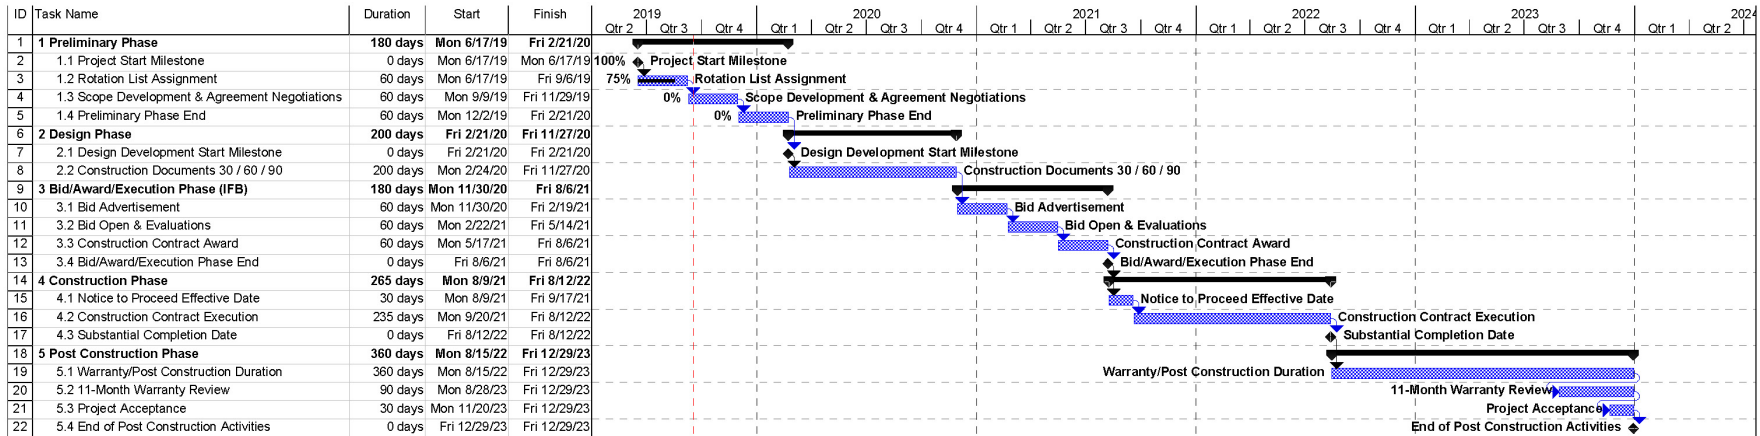 ID Task Name Duration Start Finish 2019 2020 2021 2022 2023 2024
Qtr 2 Qtr 3 Qtr 4 Qtr 1 Qtr 2 Qtr 3 Qtr 4 Qtr 1 Qtr 2 Qtr 3 Qtr 4 Qtr 1 Qtr 2 Qtr 3 Qtr 4 Qtr 1 Qtr 2 Qtr 3 Qtr 4 Qtr 1 Qtr 2
1 1 Preliminary Phase 180 days Mon 6/17/19 Fri 2/21/20
2 1.1 Project Start Milestone 0 days Mon 6/17/19 Mon 6/17/19 100% Project Start Milestone
3 1.2 Rotation List Assignment 60 days Mon 6/17/19 Fri 9/6/19 75% Rotation List Assignment
4 1.3 Scope Development & Agreement Negotiations 60 days Mon 9/9/19 Fri 11/29/19 0% Scope Development & Agreement Negotiations
5 1.4 Preliminary Phase End 60 days Mon 12/2/19 Fri 2/21/20 0% Preliminary Phase End
6 2 Design Phase 200 days Fri 2/21/20 Fri 11/27/20
7 2.1 Design Development Start Milestone 0 days Fri 2/21/20 Fri 2/21/20 Design Development Start Milestone
8 2.2 Construction Documents 30 / 60 / 90 200 days Mon 2/24/20 Fri 11/27/20 Construction Documents 30 / 60 / 90
9 3 Bid/Award/Execution Phase (IFB) 180 days Mon 11/30/20 Fri 8/6/21
10 3.1 Bid Advertisement 60 days Mon 11/30/20 Fri 2/19/21 Bid Advertisement
11 3.2 Bid Open & Evaluations 60 days Mon 2/22/21 Fri 5/14/21 Bid Open & Evaluations
12 3.3 Construction Contract Award 60 days Mon 5/17/21 Fri 8/6/21 Construction Contract Award
13 3.4 Bid/Award/Execution Phase End 0 days Fri 8/6/21 Fri 8/6/21 Bid/Award/Execution Phase End
14 4 Construction Phase 265 days Mon 8/9/21 Fri 8/12/22
15 4.1 Notice to Proceed Effective Date 30 days Mon 8/9/21 Fri 9/17/21 Notice to Proceed Effective Date
16 4.2 Construction Contract Execution 235 days Mon 9/20/21 Fri 8/12/22 Construction Contract Execution
17 4.3 Substantial Completion Date 0 days Fri 8/12/22 Fri 8/12/22 Substantial Completion Date
18 5 Post Construction Phase 360 days Mon 8/15/22 Fri 12/29/23
19 5.1 Warranty/Post Construction Duration 360 days Mon 8/15/22 Fri 12/29/23 Warranty/Post Construction Duration
20 5.2 11-Month Warranty Review 90 days Mon 8/28/23 Fri 12/29/23 11-Month Warranty Review
21 5.3 Project Acceptance 30 days Mon 11/20/23 Fri 12/29/23 Project Acceptance
22 5.4 End of Post Construction Activities 0 days Fri 12/29/23 Fri 12/29/23 End of Post Construction Activities